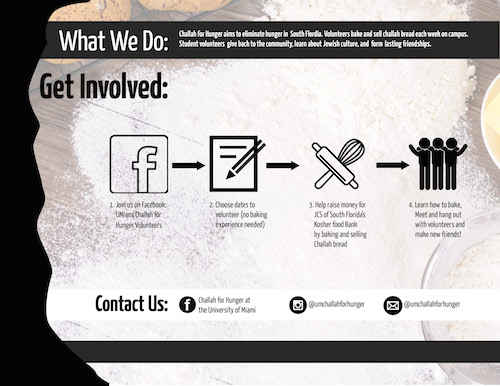 What We Do:
Challah for Hunger aims to eliminate hunger in South Flordia. Volunteers bake and sell challah bread each week on campus.
Student volunteers give back to the community, learn about Jewish culture, and form lasting friendships.
Get Involved:
1. Join us on Facebook:
UMiami Challah for
Hunger Volunteers
2. Choose dates to
volunteer (no baking
experience needed)
3. Help raise money for
JCS of South Florida's
Kosher food Bank
by baking and selling
Challah bread
4. Learn how to bake,
Meet and hang out
with volunteers and
make new friends!
Contact Us:
Challah for Hunger at
the University of Miami
@umchallahforhunger
@umchallahforhunger